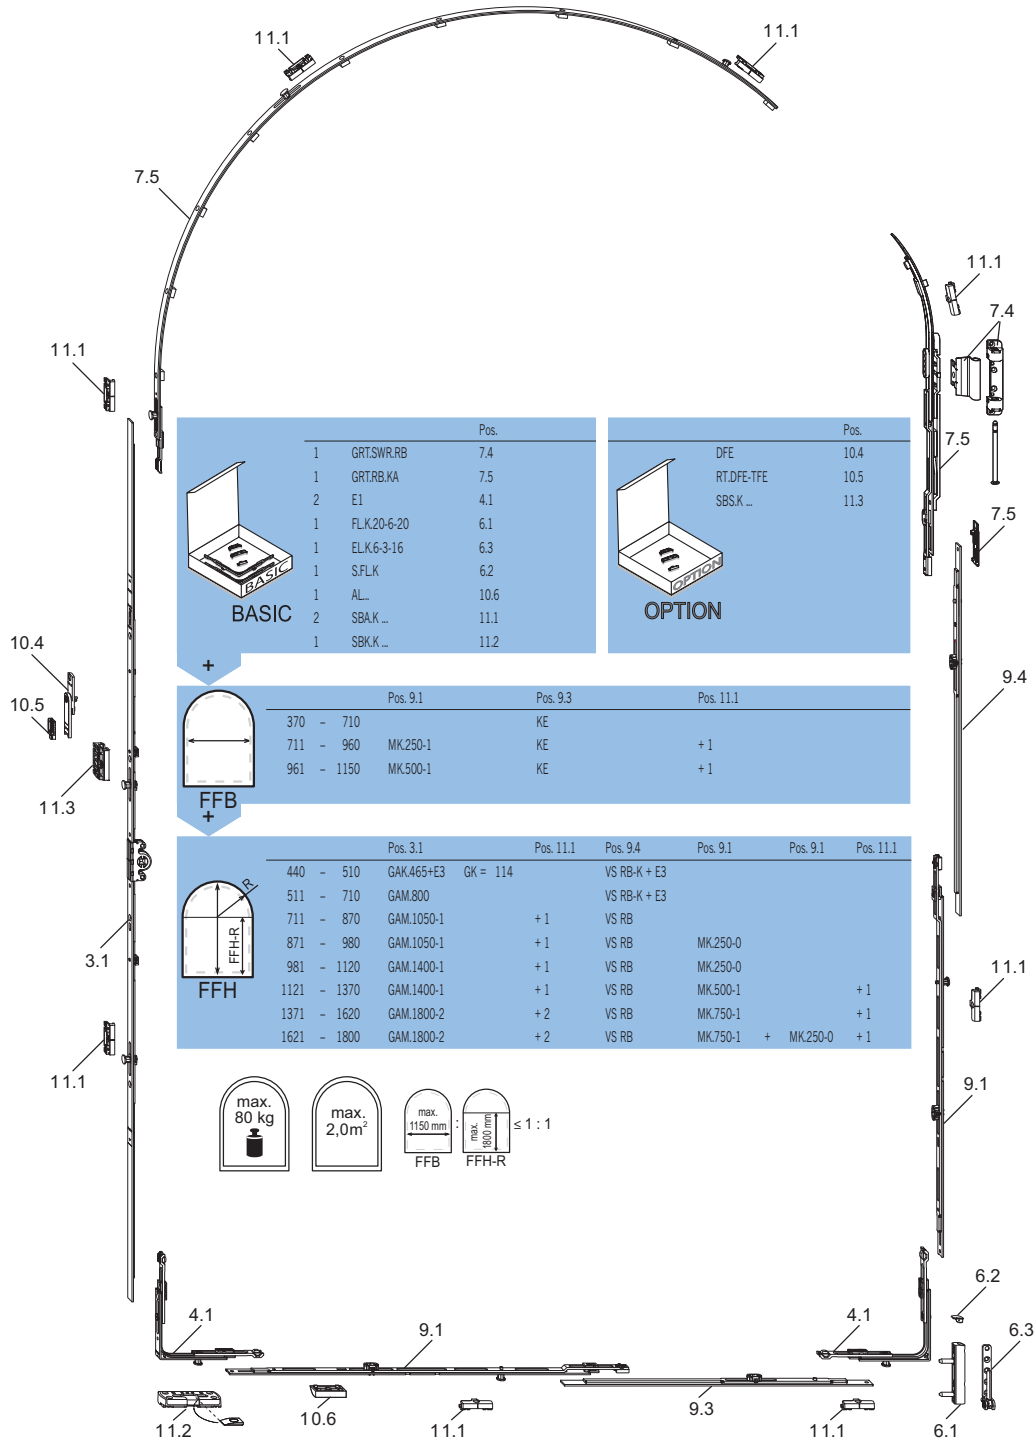 11.1
11.1
7.5
11.1
7.4
11.1
7.5
7.5
Pos.
1 GRT.SWR.RB 7.4
1 GRT.RB.KA 7.5
2 E1 4.1
1 FL.K.20-6-20 6.1
1 EL.K.6-3-16 6.3
1 S.FL.K 6.2
1 AL... 10.6
2 SBA.K ... 11.1
1 SBK.K ... 11.2
BASIC
BASIC
+
Pos.
DFE 10.4
RT.DFE-TFE 10.5
SBS.K ... 11.3
OPTION
OPTION
10.4
10.5
11.3
9.4
Pos. 9.1 Pos. 9.3 Pos. 11.1
370 – 710 KE
711 – 960 MK.250-1 KE + 1
961 – 1150 MK.500-1 KE + 1
FFB
+
Pos. 3.1 Pos. 11.1 Pos. 9.4 Pos. 9.1 Pos. 9.1 Pos. 11.1
440 – 510 GAK.465+E3 GK = 114 VS RB-K + E3
511 – 710 GAM.800 VS RB-K + E3
711 – 870 GAM.1050-1 + 1 VS RB
871 – 980 GAM.1050-1 + 1 VS RB MK.250-0
981 – 1120 GAM.1400-1 + 1 VS RB MK.250-0
1121 – 1370 GAM.1400-1 + 1 VS RB MK.500-1 + 1
1371 – 1620 GAM.1800-2 + 2 VS RB MK.750-1 + 1
1621 – 1800 GAM.1800-2 + 2 VS RB MK.750-1 + MK.250-0 + 1
R
FFH-R
FFH
3.1
11.1
11.1
9.1
max.
80 kg
max.
2,0m²
max.
1150 mm
FFB
:
max.
1800 mm
FFH-R
≤ 1 : 1
4.1
9.1
4.1
6.2
6.3
11.2
10.6
11.1
9.3
11.1
6.1